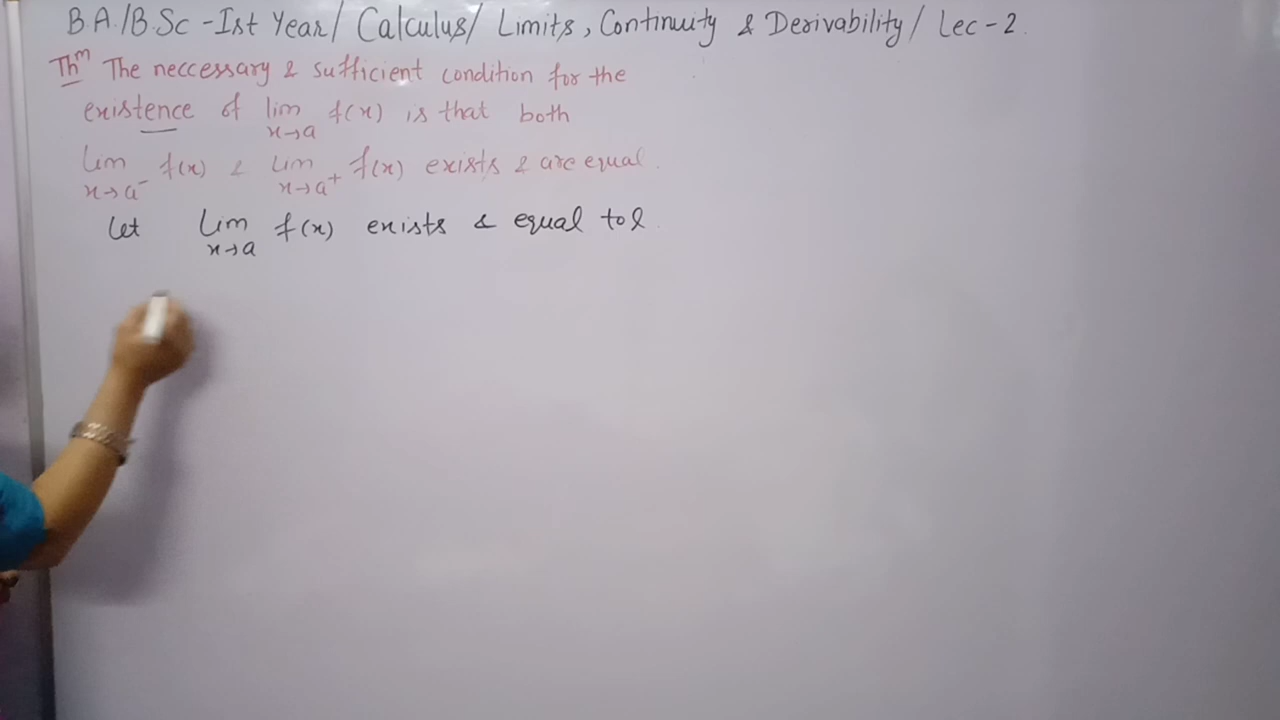 B.A./B.Sc - Ist Year/ Calculus/ Limits, Continuity & Derivability/ Lec - 2
Thm The neccessary & sufficient condition for the
existence of lim x→a f(x) is that both
lim x→a⁻ f(x) & lim x→a⁺ f(x) exists & are equal.
Let lim x→a f(x) exists & equal to l.